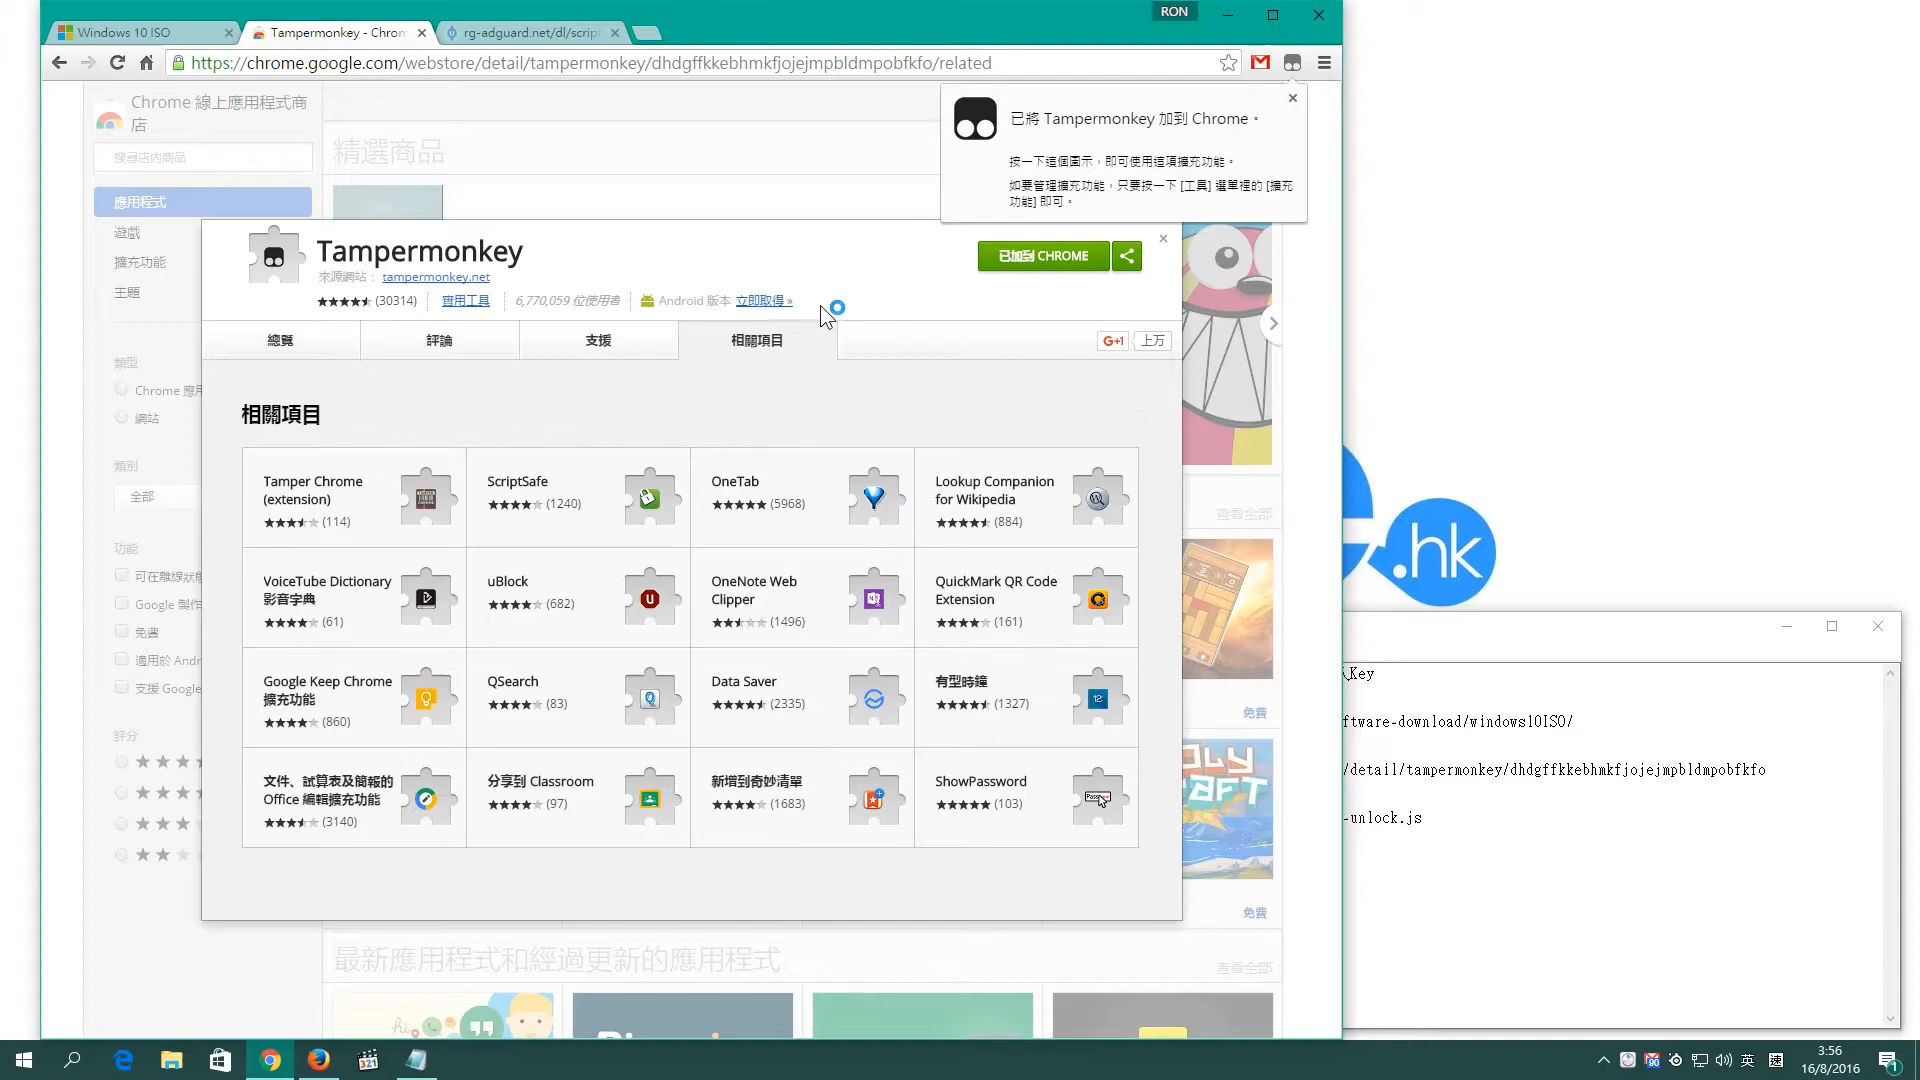 RON
Windows 10 ISO
Tampermonkey - Chrom
rg-adguard.net/dl/scrip
https://chrome.google.com/webstore/detail/tampermonkey/dhdgffkkebhmkfjojejmpbldmpobfkfo/related
Chrome 線上應用程式商店
搜尋店內商品
精選商品
已將 Tampermonkey 加到 Chrome。
按一下這個圖示，即可使用這項擴充功能。
如要管理擴充功能，只要按一下 [工具] 選單裡的 [擴充
功能] 即可。
應用程式
遊戲
擴充功能
主題
類型
Chrome 應用
網站
類別
全部
功能
可在離線狀態
Google 製作
免費
適用於 Andr
支援 Google
評分
Tampermonkey
已加到 CHROME
來源網站： tampermonkey.net
(30314)
實用工具
6,770,059 位使用者
Android 版本 立即取得 »
總覽
評論
支援
相關項目
G+1
上万
相關項目
Tamper Chrome
(extension)
(114)
ScriptSafe
(1240)
OneTab
(5968)
Lookup Companion
for Wikipedia
(884)
VoiceTube Dictionary
影音字典
(61)
uBlock
(682)
OneNote Web
Clipper
(1496)
QuickMark QR Code
Extension
(161)
Google Keep Chrome
擴充功能
(860)
QSearch
(83)
Data Saver
(2335)
有型時鐘
(1327)
文件、試算表及簡報的
Office 編輯擴充功能
(3140)
分享到 Classroom
(97)
新增到奇妙清單
(1683)
ShowPassword
(103)
查看全部
免費
免費
最新應用程式和經過更新的應用程式
查看全部
.hk
Key
ftware-download/windows10ISO/
/detail/tampermonkey/dhdgffkkebhmkfjojejmpbldmpobfkfo
-unlock.js
英
3:56
16/8/2016
1